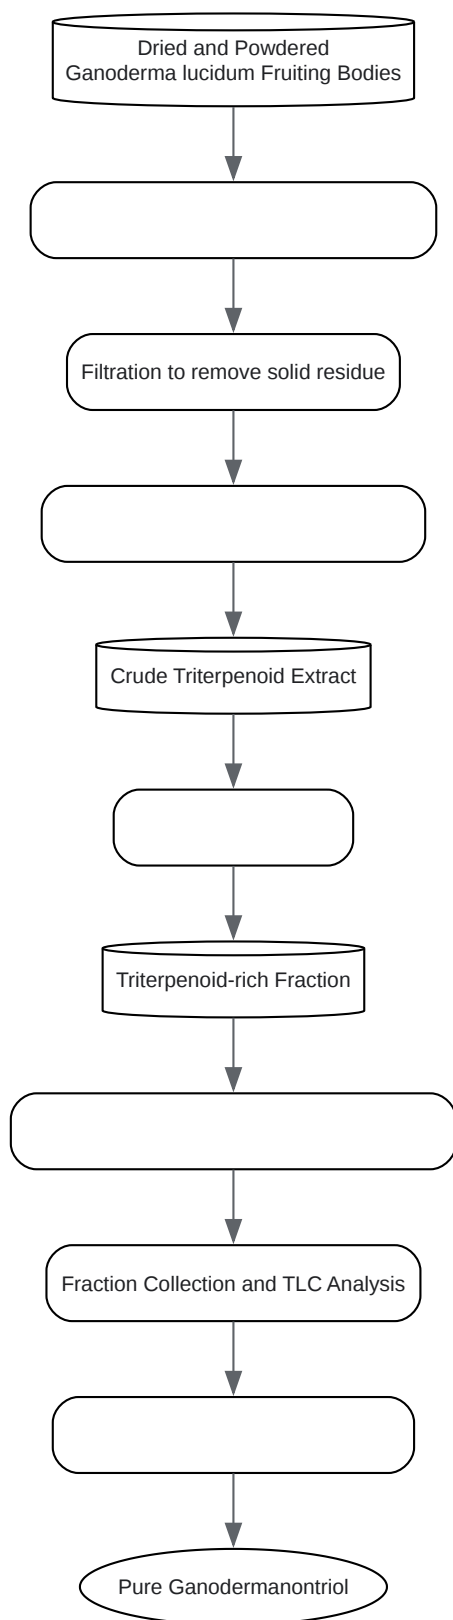 Dried and Powdered
Ganoderma lucidum Fruiting Bodies
Filtration to remove solid residue
Crude Triterpenoid Extract
Triterpenoid-rich Fraction
Fraction Collection and TLC Analysis
Pure Ganodermanontriol